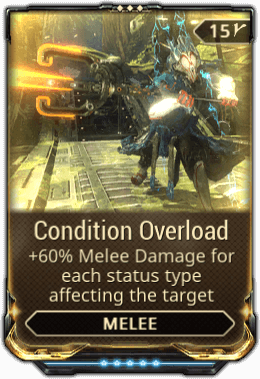 15
Condition Overload
+60% Melee Damage for
each status type
affecting the target
MELEE